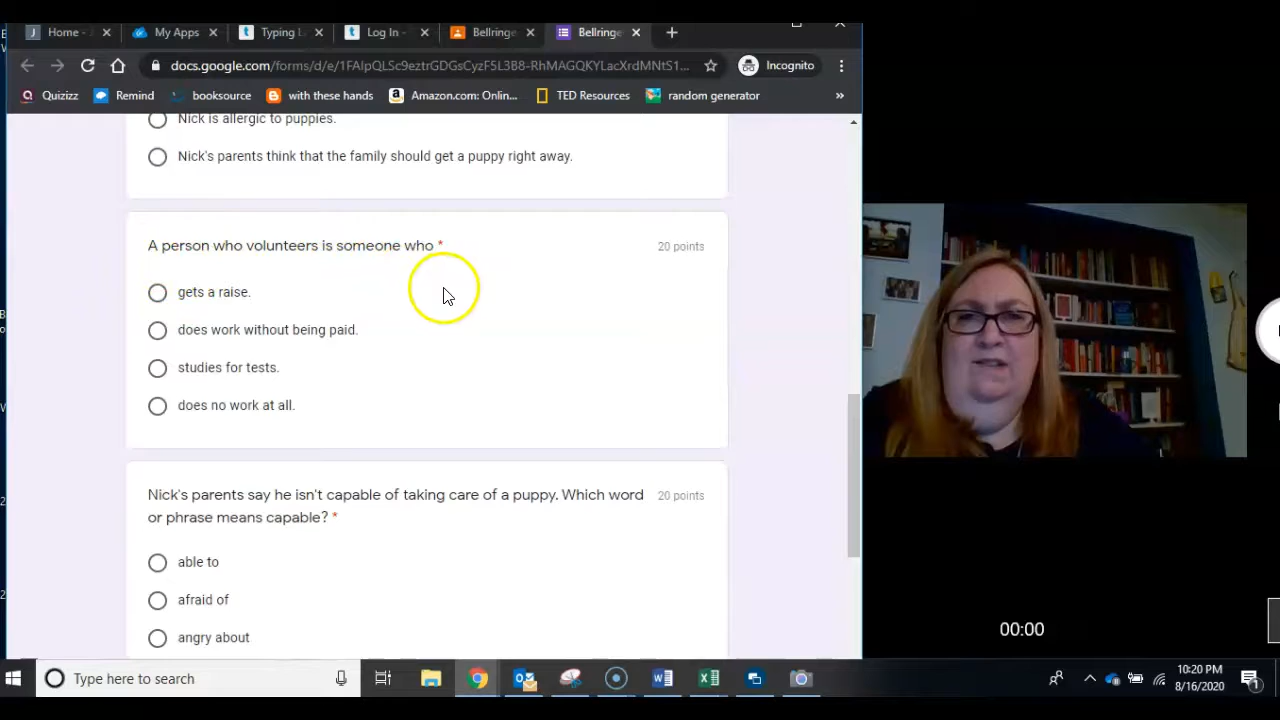 Home - J
My Apps
Typing L
Log In -
Bellringe
Bellringe
docs.google.com/forms/d/e/1FAIpQLSc9eztrGDGsCyzF5L3B8-RhMAGQKYLacXrdMNtS1...
Incognito
Quizizz
Remind
booksource
with these hands
Amazon.com: Onlin...
TED Resources
random generator
»
Nick is allergic to puppies.
Nick's parents think that the family should get a puppy right away.
A person who volunteers is someone who *
20 points
gets a raise.
does work without being paid.
studies for tests.
does no work at all.
Nick's parents say he isn't capable of taking care of a puppy. Which word
20 points
or phrase means capable? *
able to
afraid of
angry about
00:00
Type here to search
10:20 PM
8/16/2020
1